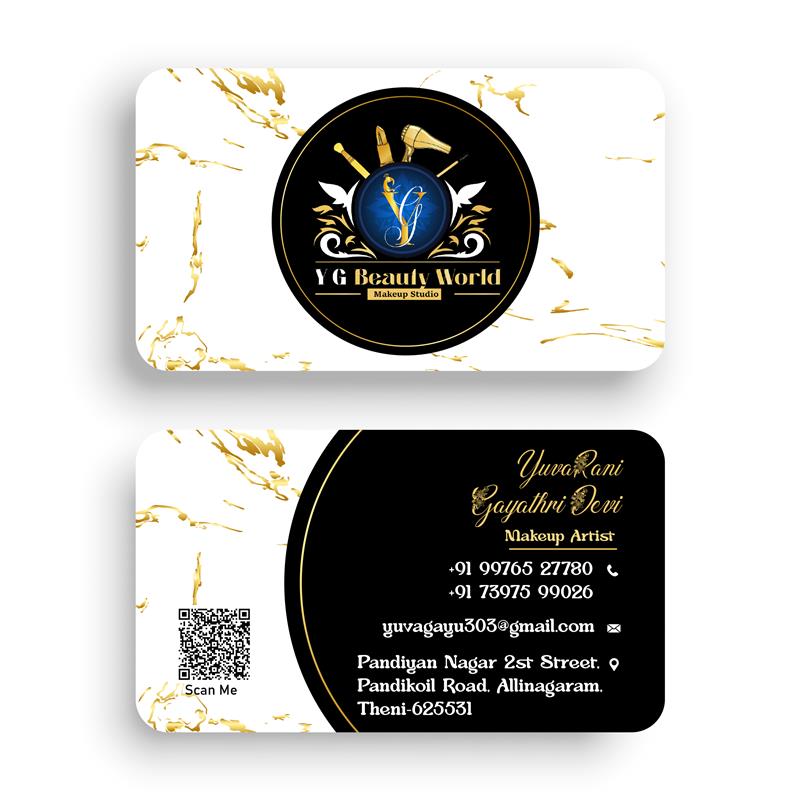 YG
Y G Beauty World
Makeup Studio
YuvaRani
Gayathri Devi
Makeup Artist
+91 99765 27780
+91 73975 99026
yuvagayu303@gmail.com
Pandiyan Nagar 2st Street,
Pandikoil Road, Allinagaram,
Theni-625531
Scan Me